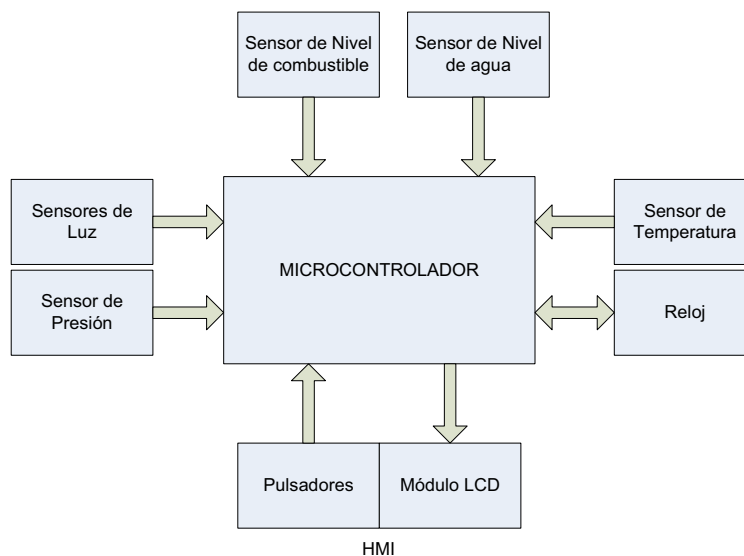 Sensor de Nivel
de combustible
Sensor de Nivel
de agua
Sensores de
Luz
Sensor de
Presión
MICROCONTROLADOR
Sensor de
Temperatura
Reloj
Pulsadores
Módulo LCD
HMI